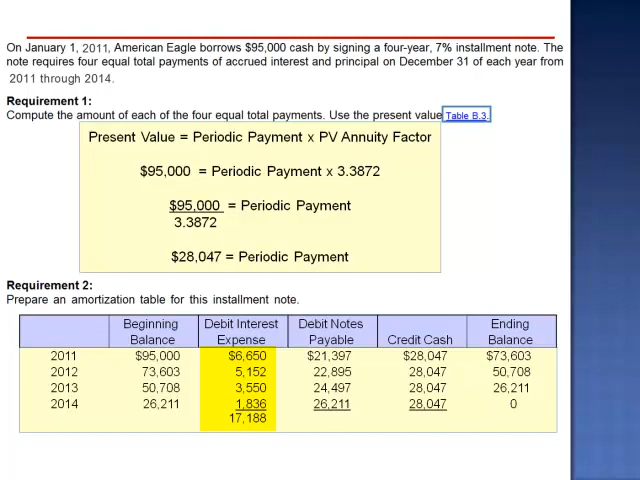 On January 1, 2011, American Eagle borrows $95,000 cash by signing a four-year, 7% installment note. The
note requires four equal total payments of accrued interest and principal on December 31 of each year from
2011 through 2014.
Requirement 1:
Compute the amount of each of the four equal total payments. Use the present value Table B.3.
Present Value = Periodic Payment x PV Annuity Factor
$95,000 = Periodic Payment x 3.3872
$95,000 = Periodic Payment
3.3872
$28,047 = Periodic Payment
Requirement 2:
Prepare an amortization table for this installment note.
Beginning Debit Interest Debit Notes Ending
Balance Expense Payable Credit Cash Balance
2011 $95,000 $6,650 $21,397 $28,047 $73,603
2012 73,603 5,152 22,895 28,047 50,708
2013 50,708 3,550 24,497 28,047 26,211
2014 26,211 1,836 26,211 28,047 0
17,188